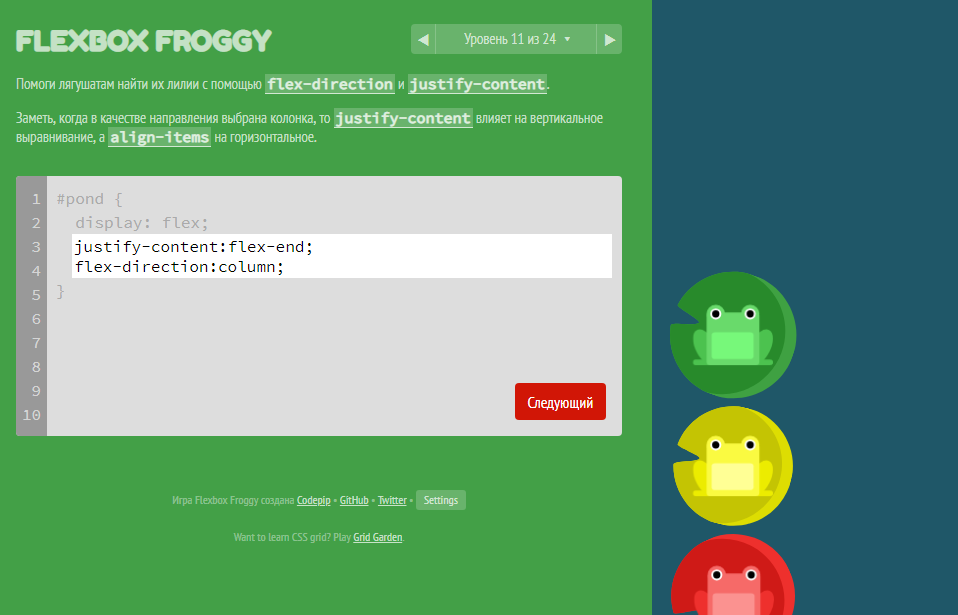 FLEXBOX FROGGY
◀ Уровень 11 из 24 ▾ ▶
Помоги лягушатам найти их лилии с помощью flex-direction и justify-content.
Заметь, когда в качестве направления выбрана колонка, то justify-content влияет на вертикальное
выравнивание, а align-items на горизонтальное.
1 #pond {
2 display: flex;
3 justify-content:flex-end;
4 flex-direction:column;
5 }
6
7
8
9
10
Следующий
Игра Flexbox Froggy создана Codepip • GitHub • Twitter • Settings
Want to learn CSS grid? Play Grid Garden.